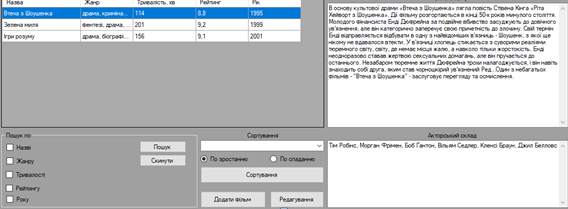 Назва Жанр Тривалість, хв Рейтинг Рік
Втеча з Шоушенка драма, криміна... 114 8,8 1995
Зелена миля фентезі, драма, ... 201 9,2 1999
Ігри розуму драма, біографі... 156 9,1 2001
В основу культової драми «Втеча з Шоушенка» лягла повість Стівена Кінга «Ріта
Хейворт з Шоушенка». Дії фільму розгортаються в кінці 50-х років минулого століття.
Молодого фінансиста Енді Дюфрейна за подвійне вбивство засуджують до довічного
ув'язнення, але він категорично заперечує свою причетність до злочину. Свій термін
Енді відправляється відбувати в одну з найвідоміших в'язниць - Шоушенк, з якої ще
нікому не вдавалося втекти. У в'язниці хлопець стикається з суворими реаліями
тюремного світу, де немає місця жалю, а навколо тільки жорстокість. Енді
неодноразово ставав жертвою сексуальних домагань, але він пручається до
останнього. Незабаром тюремне життя Дюфрейна трохи налагоджується, і він навіть
знаходить собі друга, яким став чорношкірий ув'язнений Ред...Один з небагатьох
фільмів - "Втеча з Шоушенка" - заслуговує перегляду та осмислення.
Пошук по
Назві
Жанру
Тривалості
Рейтингу
Року
Пошук
Скинути
Сортування
По зростанню По спаданню
Сортування
Додати фільм Редагування
Акторський склад
Тім Робінс, Морган Фрімен, Боб Гантон, Вільям Седлер, Кленсі Браун, Джил Белловс